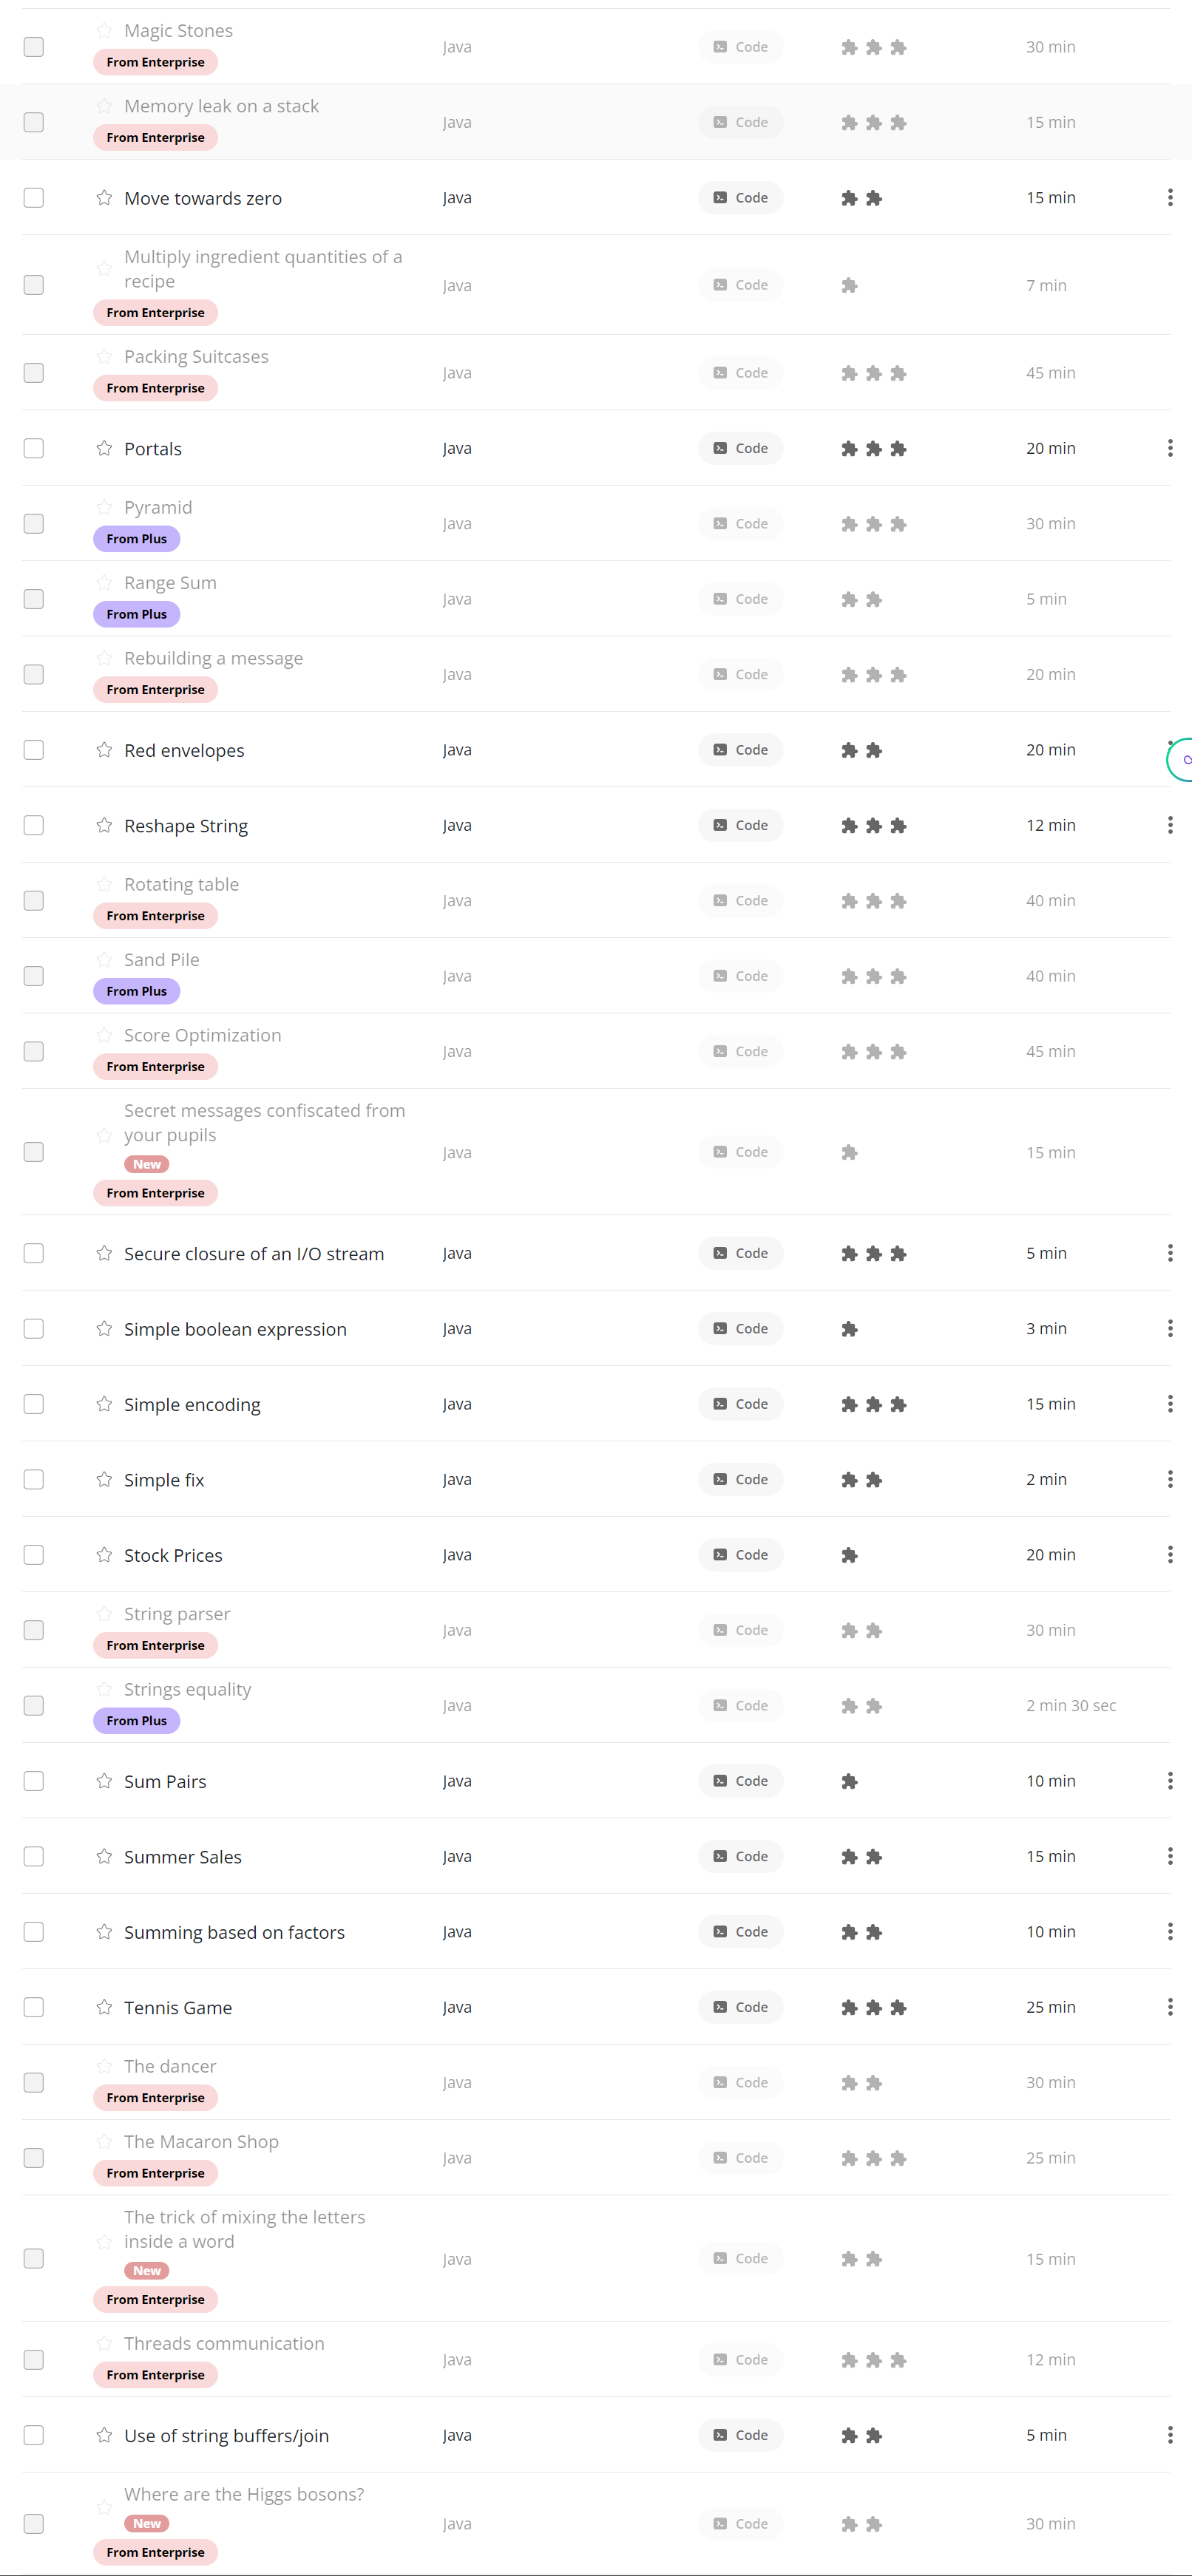 Magic Stones
From Enterprise
Java
Code
30 min
Memory leak on a stack
From Enterprise
Java
Code
15 min
Move towards zero
Java
Code
15 min
Multiply ingredient quantities of a
recipe
From Enterprise
Java
Code
7 min
Packing Suitcases
From Enterprise
Java
Code
45 min
Portals
Java
Code
20 min
Pyramid
From Plus
Java
Code
30 min
Range Sum
From Plus
Java
Code
5 min
Rebuilding a message
From Enterprise
Java
Code
20 min
Red envelopes
Java
Code
20 min
Reshape String
Java
Code
12 min
Rotating table
From Enterprise
Java
Code
40 min
Sand Pile
From Plus
Java
Code
40 min
Score Optimization
From Enterprise
Java
Code
45 min
Secret messages confiscated from
your pupils
New
From Enterprise
Java
Code
15 min
Secure closure of an I/O stream
Java
Code
5 min
Simple boolean expression
Java
Code
3 min
Simple encoding
Java
Code
15 min
Simple fix
Java
Code
2 min
Stock Prices
Java
Code
20 min
String parser
From Enterprise
Java
Code
30 min
Strings equality
From Plus
Java
Code
2 min 30 sec
Sum Pairs
Java
Code
10 min
Summer Sales
Java
Code
15 min
Summing based on factors
Java
Code
10 min
Tennis Game
Java
Code
25 min
The dancer
From Enterprise
Java
Code
30 min
The Macaron Shop
From Enterprise
Java
Code
25 min
The trick of mixing the letters
inside a word
New
From Enterprise
Java
Code
15 min
Threads communication
From Enterprise
Java
Code
12 min
Use of string buffers/join
Java
Code
5 min
Where are the Higgs bosons?
New
From Enterprise
Java
Code
30 min